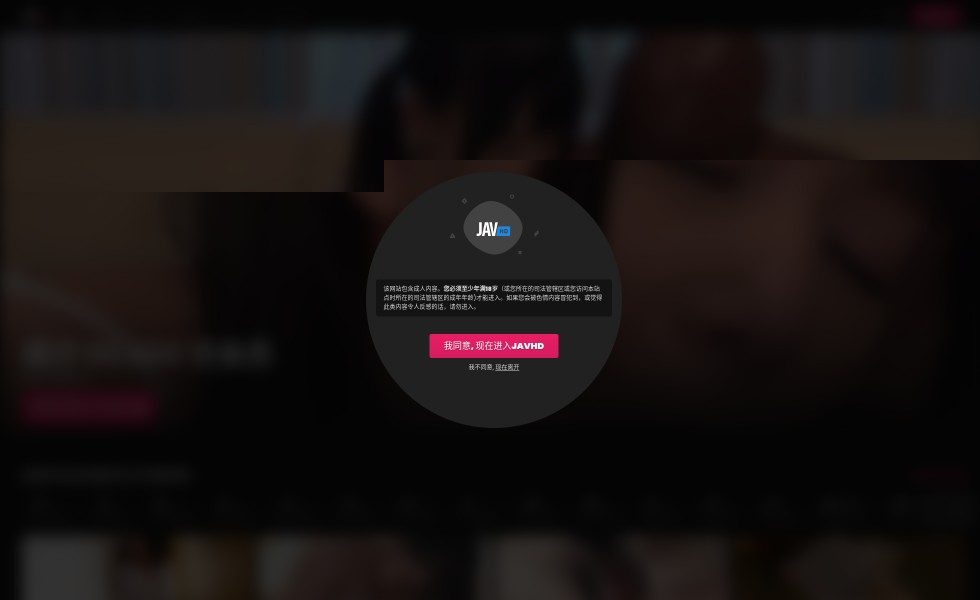 JAV HD
该网站包含成人内容。您必须至少年满18岁（或您所在的司法管辖区或您访问本站
点时所在的司法管辖区的成年年龄)才能进入。如果您会被色情内容冒犯到，或觉得
此类内容令人反感的话，请勿进入。
我同意, 现在进入JAVHD
我不同意, 现在离开